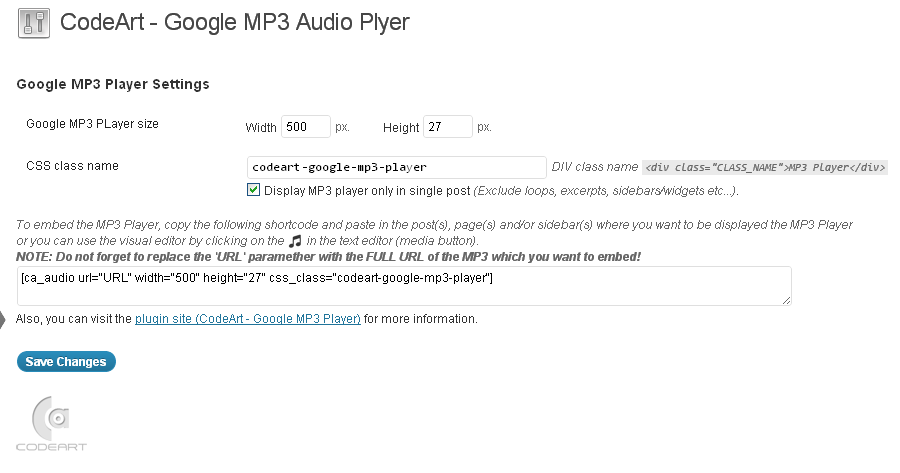 CodeArt - Google MP3 Audio Plyer
Google MP3 Player Settings
Google MP3 PLayer size
Width 500 px. Height 27 px.
CSS class name
codeart-google-mp3-player DIV class name <div class="CLASS_NAME">MP3 Player</div>
Display MP3 player only in single post (Exclude loops, excerpts, sidebars/widgets etc...).
To embed the MP3 Player, copy the following shortcode and paste in the post(s), page(s) and/or sidebar(s) where you want to be displayed the MP3 Player
or you can use the visual editor by clicking on the in the text editor (media button).
NOTE: Do not forget to replace the 'URL' paramether with the FULL URL of the MP3 which you want to embed!
[ca_audio url="URL" width="500" height="27" css_class="codeart-google-mp3-player"]
Also, you can visit the plugin site (CodeArt - Google MP3 Player) for more information.
Save Changes
CODEART